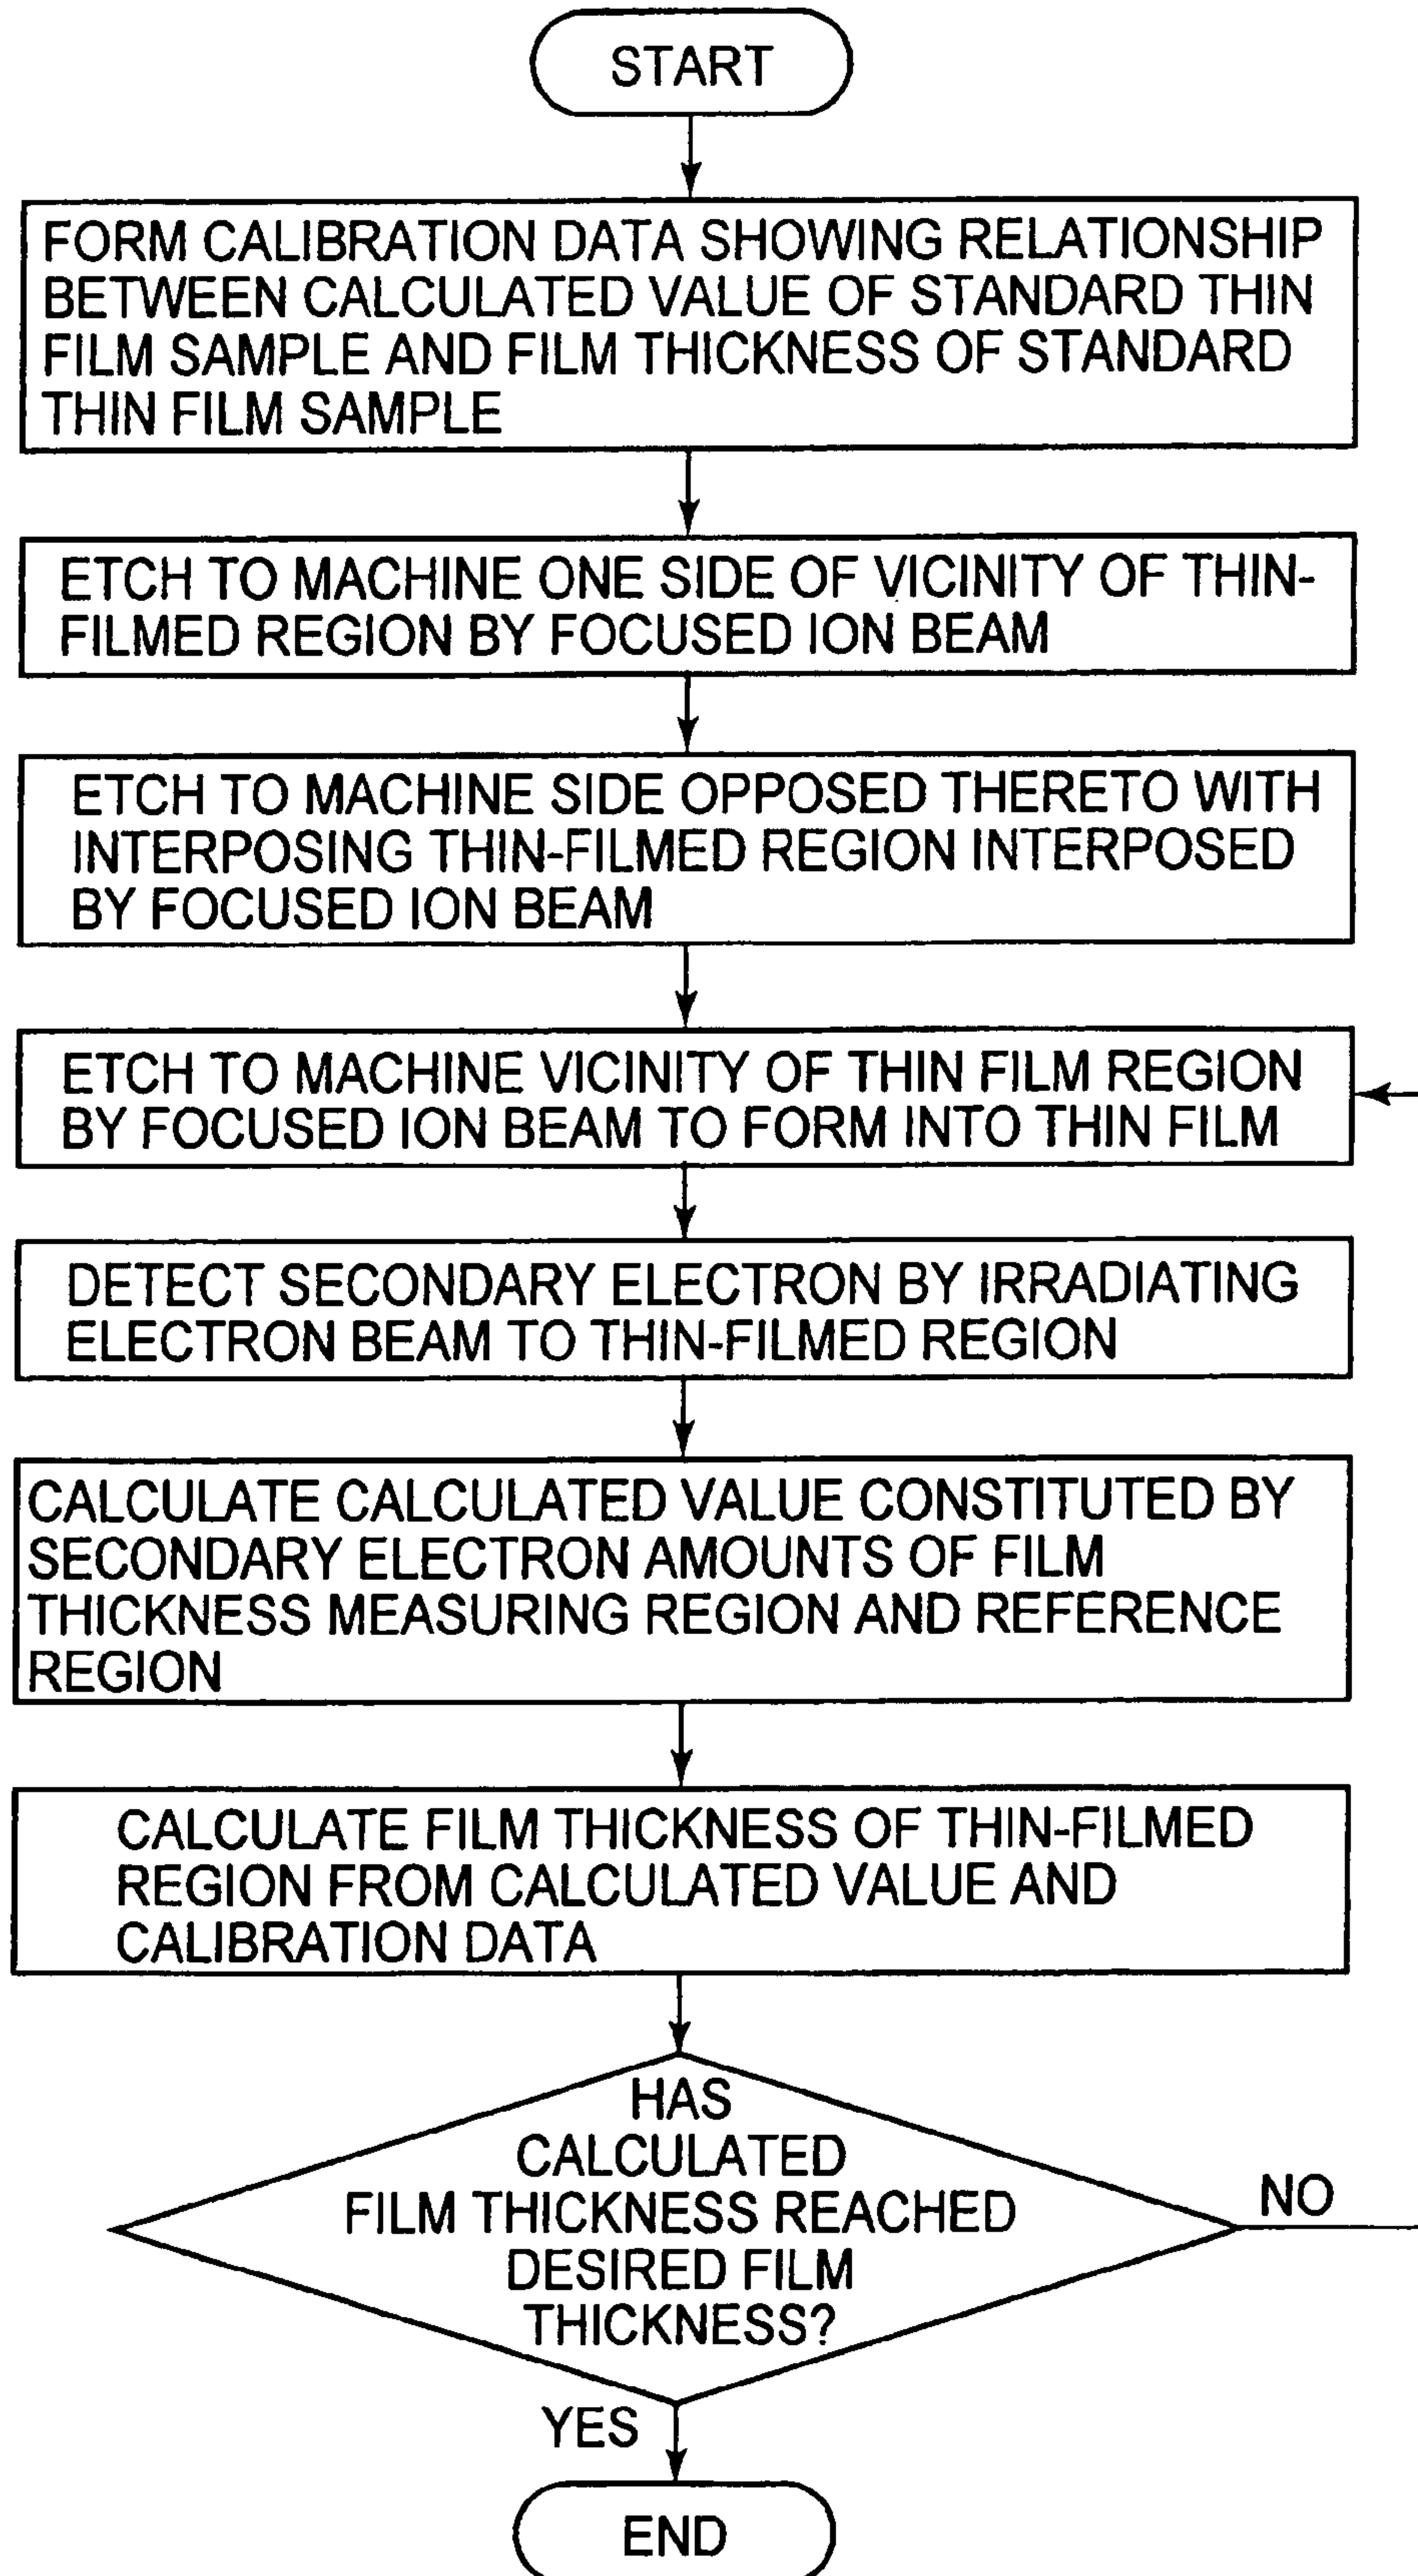 START
FORM CALIBRATION DATA SHOWING RELATIONSHIP
BETWEEN CALCULATED VALUE OF STANDARD THIN
FILM SAMPLE AND FILM THICKNESS OF STANDARD
THIN FILM SAMPLE
ETCH TO MACHINE ONE SIDE OF VICINITY OF THIN-
FILMED REGION BY FOCUSED ION BEAM
ETCH TO MACHINE SIDE OPPOSED THERETO WITH
INTERPOSING THIN-FILMED REGION INTERPOSED
BY FOCUSED ION BEAM
ETCH TO MACHINE VICINITY OF THIN FILM REGION
BY FOCUSED ION BEAM TO FORM INTO THIN FILM
DETECT SECONDARY ELECTRON BY IRRADIATING
ELECTRON BEAM TO THIN-FILMED REGION
CALCULATE CALCULATED VALUE CONSTITUTED BY
SECONDARY ELECTRON AMOUNTS OF FILM
THICKNESS MEASURING REGION AND REFERENCE
REGION
CALCULATE FILM THICKNESS OF THIN-FILMED
REGION FROM CALCULATED VALUE AND
CALIBRATION DATA
HAS
CALCULATED
FILM THICKNESS REACHED
DESIRED FILM
THICKNESS?
NO
YES
END